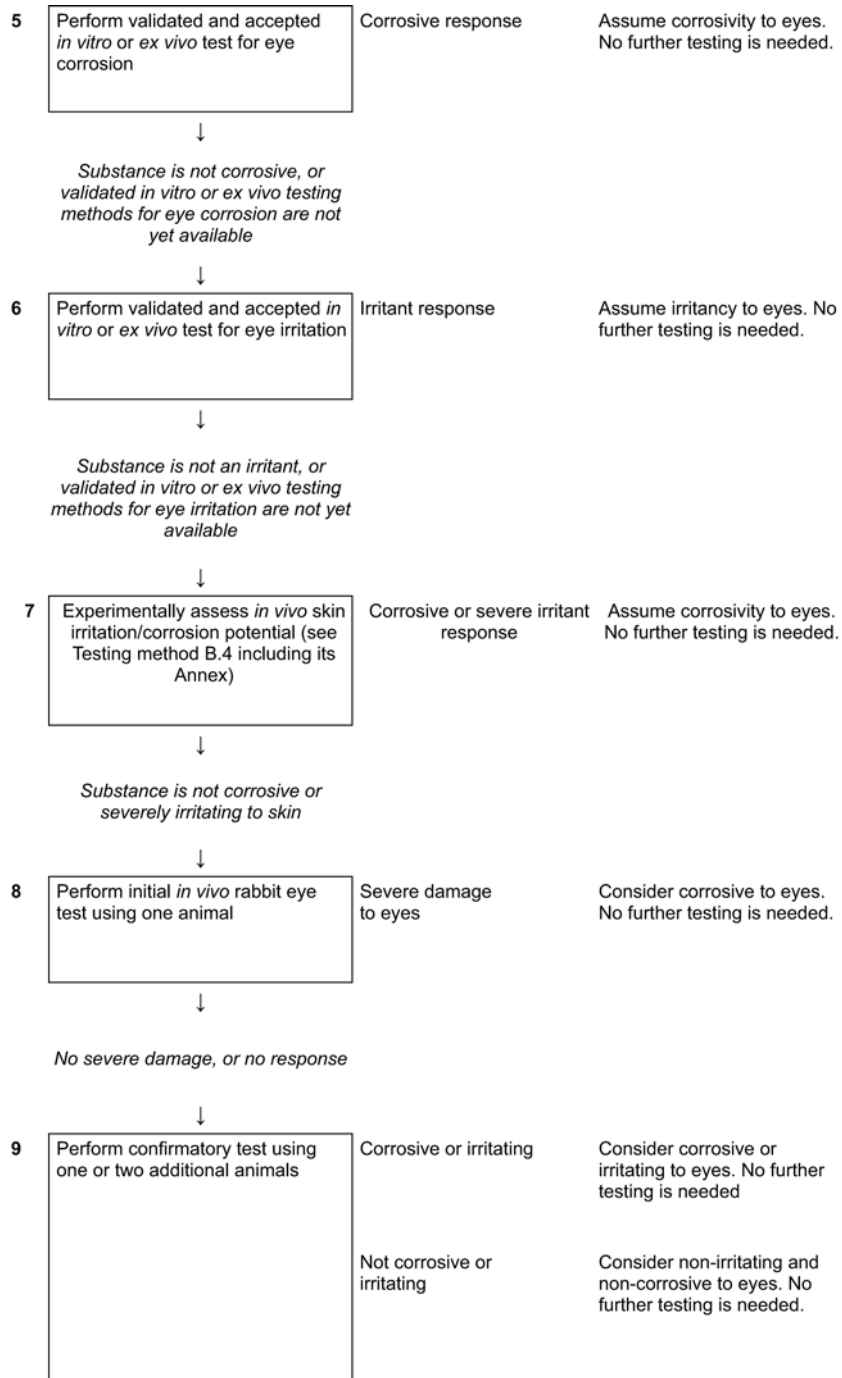 5 Perform validated and accepted Corrosive response Assume corrosivity to eyes.
in vitro or ex vivo test for eye No further testing is needed.
corrosion
↓
Substance is not corrosive, or
validated in vitro or ex vivo testing
methods for eye corrosion are not
yet available
↓
6 Perform validated and accepted in Irritant response Assume irritancy to eyes. No
vitro or ex vivo test for eye irritation further testing is needed.
↓
Substance is not an irritant, or
validated in vitro or ex vivo testing
methods for eye irritation are not yet
available
↓
7 Experimentally assess in vivo skin Corrosive or severe irritant Assume corrosivity to eyes.
irritation/corrosion potential (see response No further testing is needed.
Testing method B.4 including its
Annex)
↓
Substance is not corrosive or
severely irritating to skin
↓
8 Perform initial in vivo rabbit eye Severe damage Consider corrosive to eyes.
test using one animal to eyes No further testing is needed.
↓
No severe damage, or no response
↓
9 Perform confirmatory test using Corrosive or irritating Consider corrosive or
one or two additional animals irritating to eyes. No further
testing is needed
Not corrosive or Consider non-irritating and
irritating non-corrosive to eyes. No
further testing is needed.